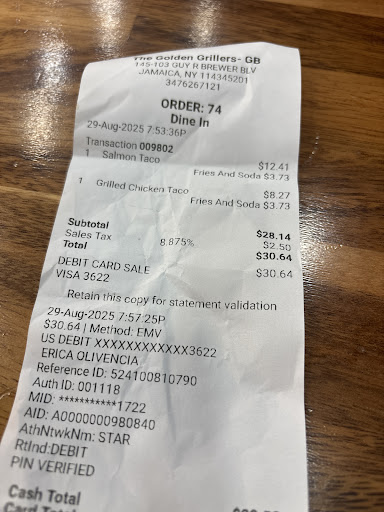 The Golden Grillers- GB
145-103 GUY R BREWER BLV
JAMAICA, NY 114345201
3476267121
ORDER: 74
Dine In
29-Aug-2025 7:53:36P
Transaction 009802
1 Salmon Taco $12.41
Fries And Soda $3.73
1 Grilled Chicken Taco $8.27
Fries And Soda $3.73
Subtotal $28.14
Sales Tax 8.875% $2.50
Total $30.64
DEBIT CARD SALE $30.64
VISA 3622
Retain this copy for statement validation
29-Aug-2025 7:57:25P
$30.64 | Method: EMV
US DEBIT XXXXXXXXXXXX3622
ERICA OLIVENCIA
Reference ID: 524100810790
Auth ID: 001118
MID: ***********1722
AID: A0000000980840
AthNtwkNm: STAR
RtInd:DEBIT
PIN VERIFIED
Cash Total
Card Total